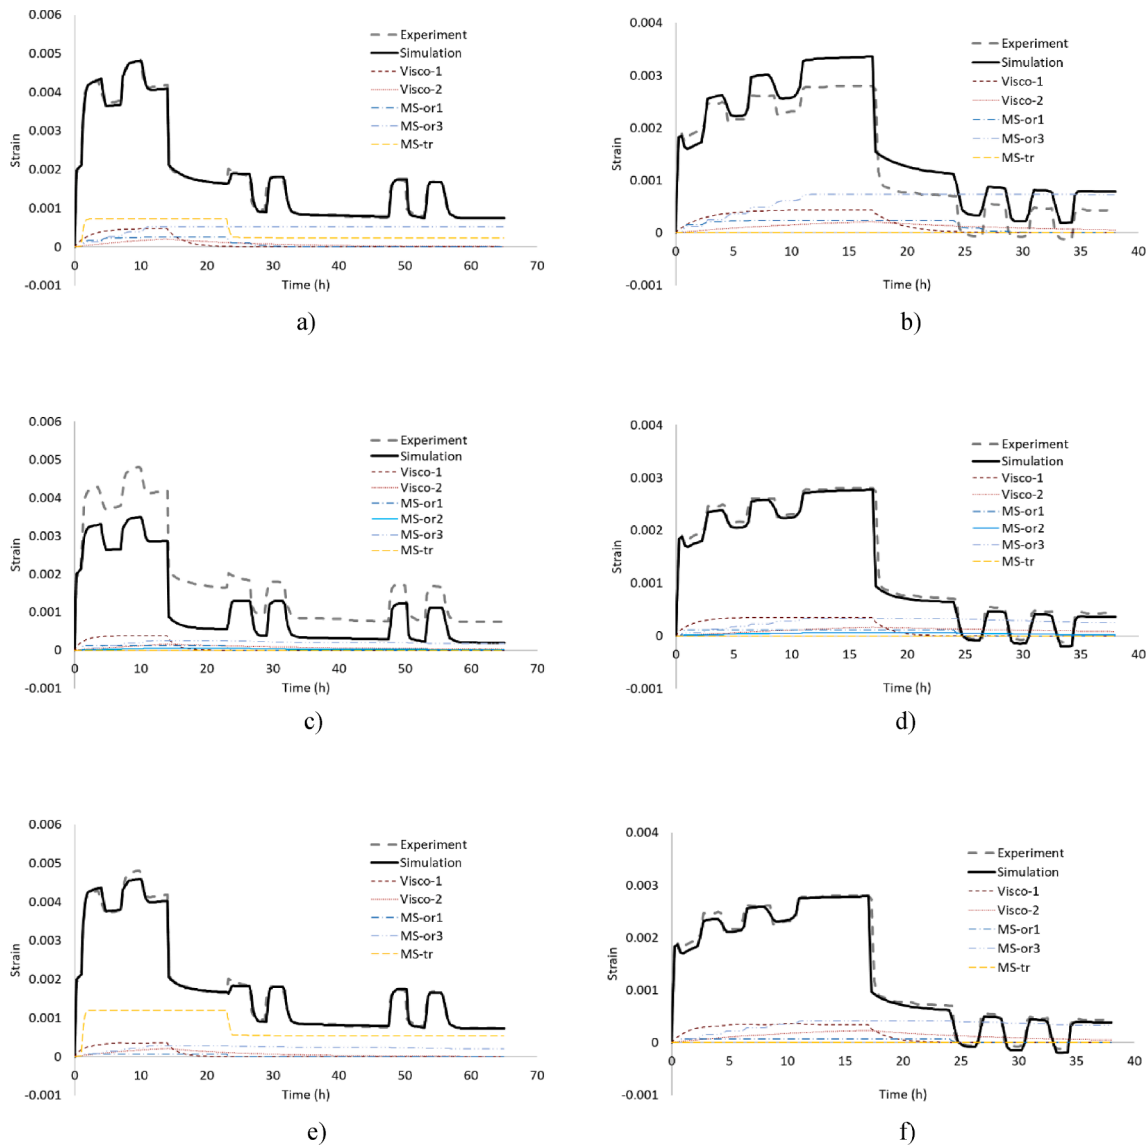 0.006
0.005
0.004
0.003
0.002
0.001
0
-0.001
Strain
0
10
20
30
40
50
60
70
Time (h)
Experiment
Simulation
Visco-1
Visco-2
MS-or1
MS-or3
MS-tr
a)
0.004
0.003
0.002
0.001
0
-0.001
Strain
0
5
10
15
20
25
30
35
40
Time (h)
Experiment
Simulation
Visco-1
Visco-2
MS-or1
MS-or3
MS-tr
b)
0.006
0.005
0.004
0.003
0.002
0.001
0
-0.001
Strain
0
10
20
30
40
50
60
70
Time (h)
Experiment
Simulation
Visco-1
Visco-2
MS-or1
MS-or2
MS-or3
MS-tr
c)
0.004
0.003
0.002
0.001
0
-0.001
Strain
0
5
10
15
20
25
30
35
40
Time (h)
Experiment
Simulation
Visco-1
Visco-2
MS-or1
MS-or2
MS-or3
MS-tr
d)
0.006
0.005
0.004
0.003
0.002
0.001
0
-0.001
Strain
0
10
20
30
40
50
60
70
Time (h)
Experiment
Simulation
Visco-1
Visco-2
MS-or1
MS-or3
MS-tr
e)
0.004
0.003
0.002
0.001
0
-0.001
Strain
0
5
10
15
20
25
30
35
40
Time (h)
Experiment
Simulation
Visco-1
Visco-2
MS-or1
MS-or3
MS-tr
f)